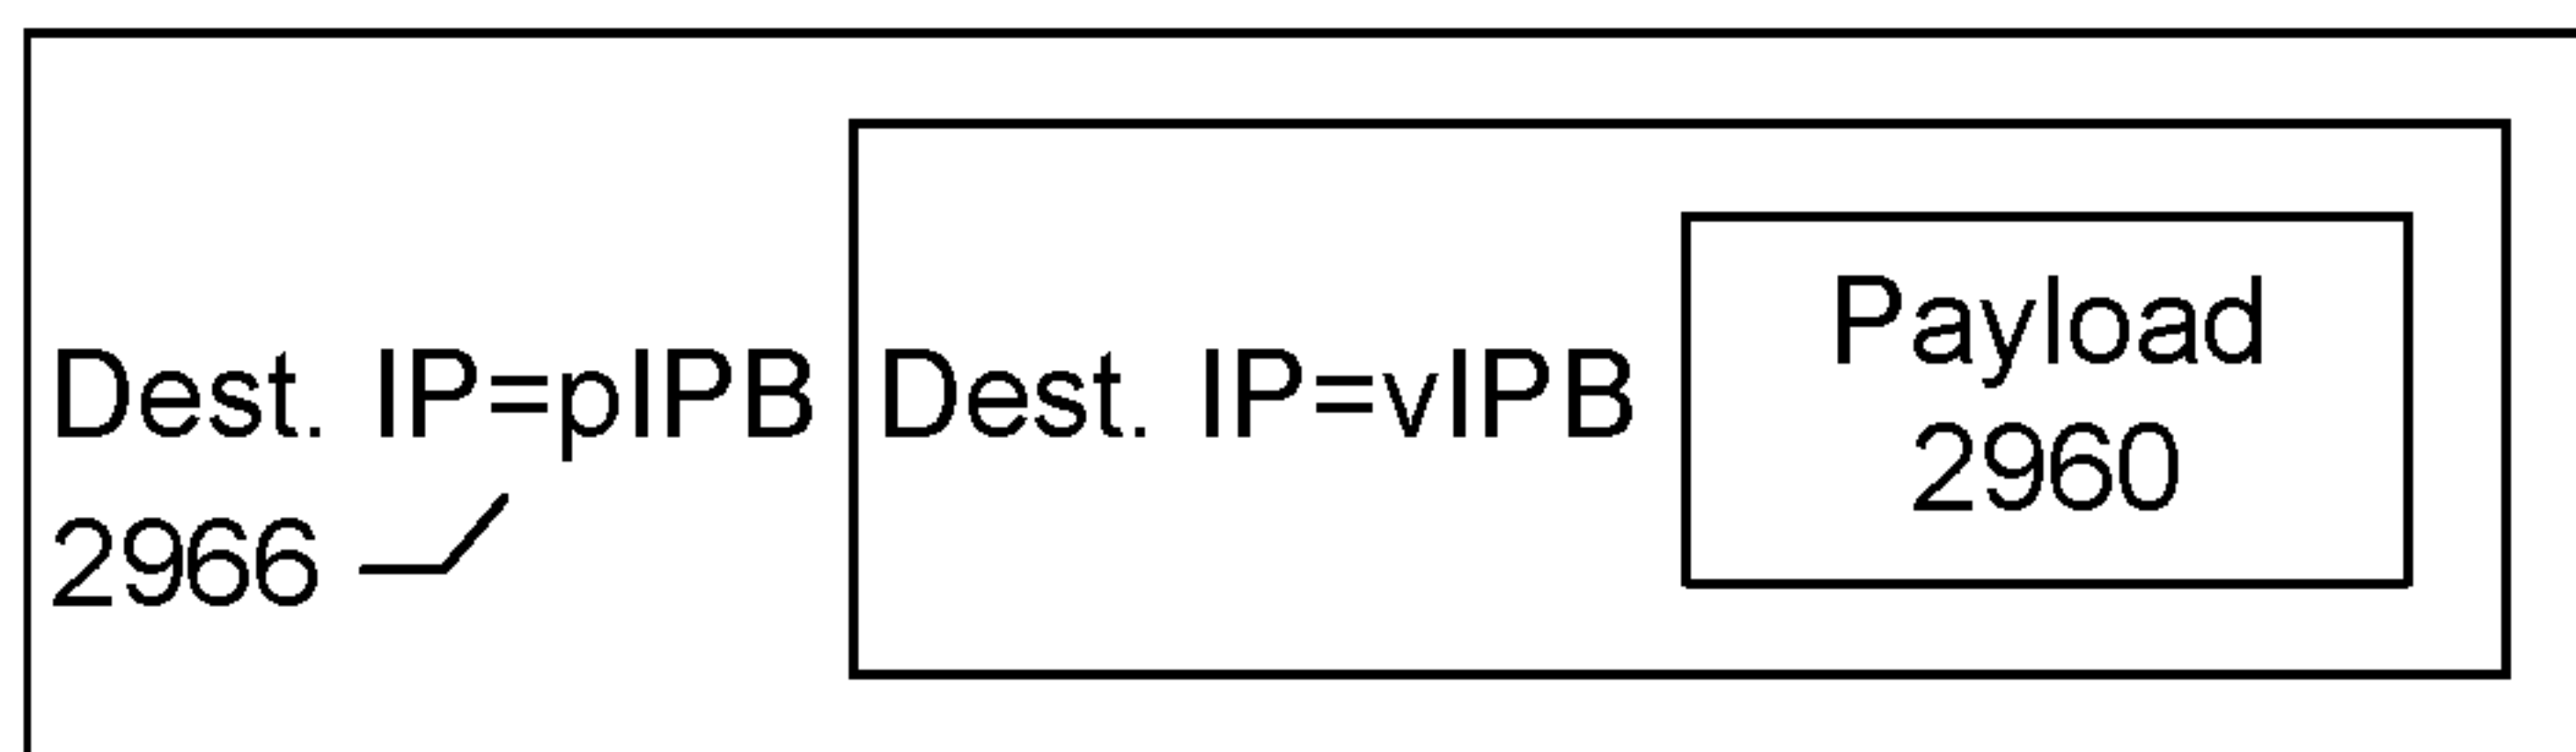 Dest. IP=pIPB
2966
Dest. IP=vIPB
Payload
2960